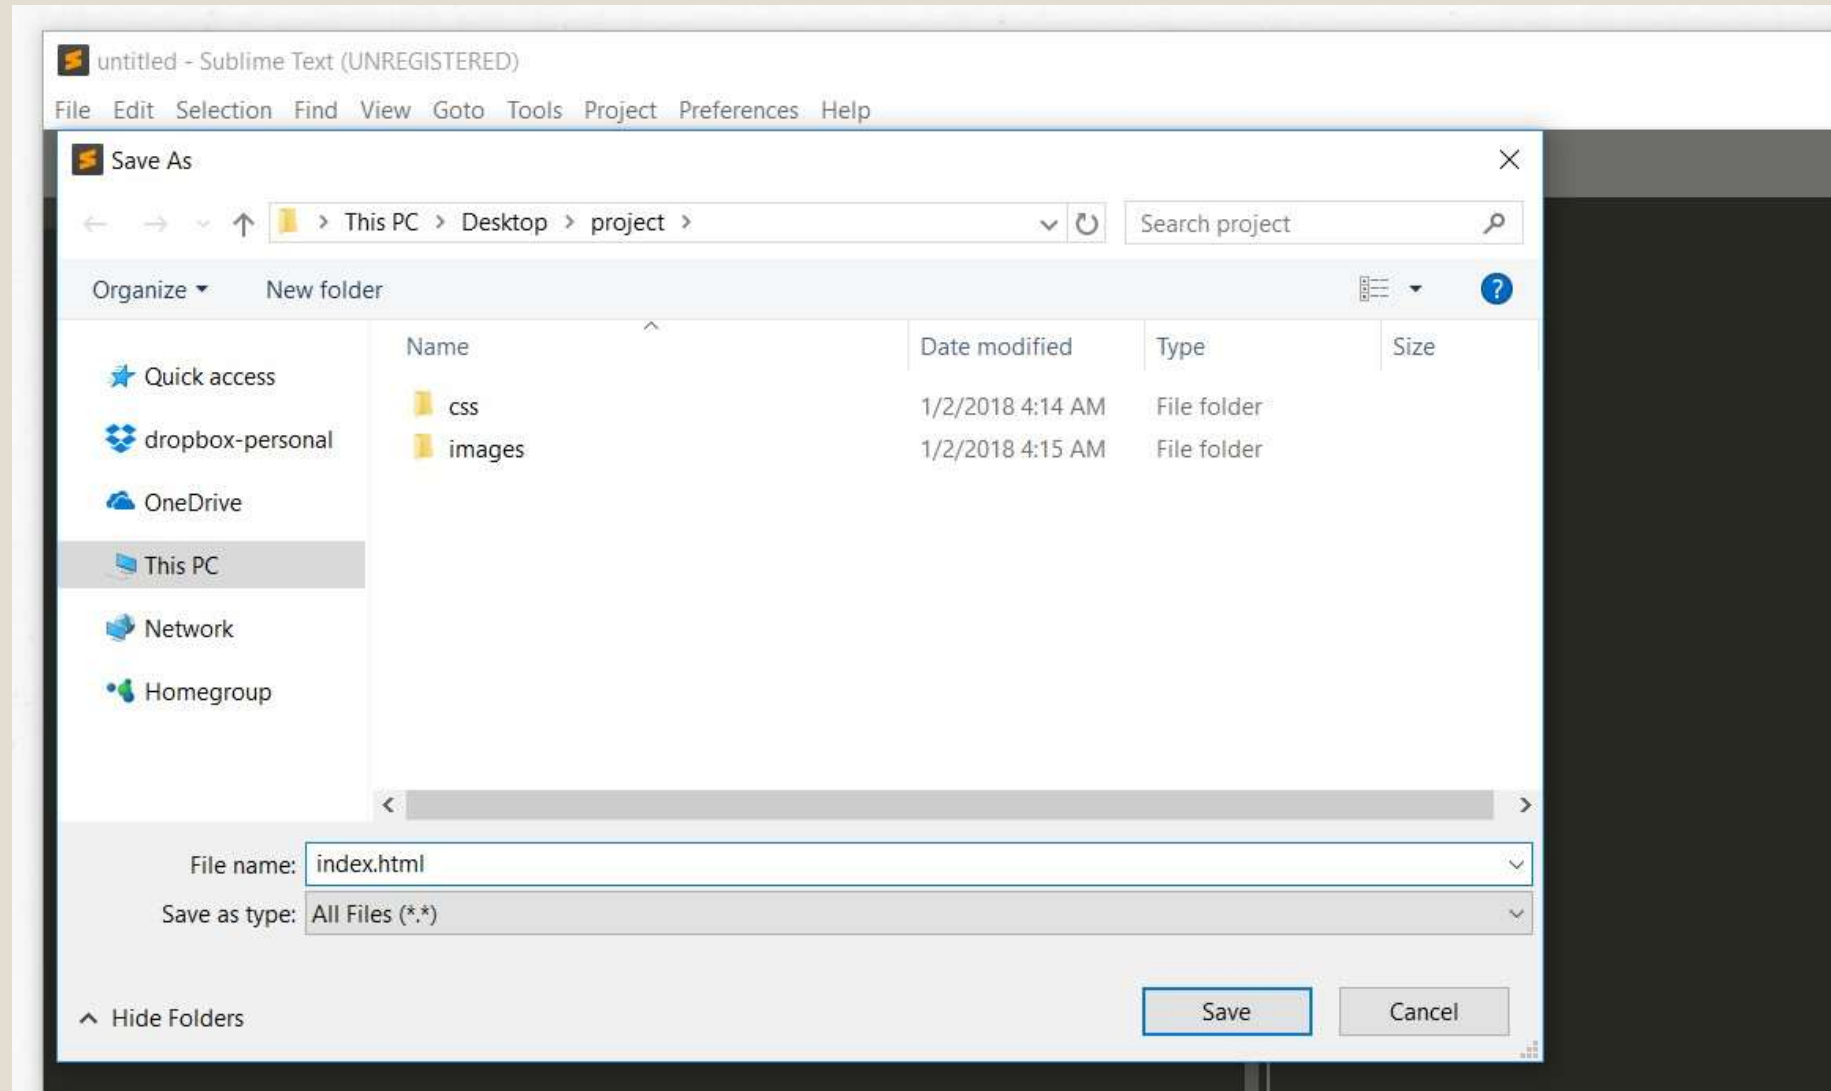 untitled - Sublime Text (UNREGISTERED)
File Edit Selection Find View Goto Tools Project Preferences Help
Save As
This PC > Desktop > project >
Search project
Organize
New folder
?
Name
Date modified
Type
Size
Quick access
dropbox-personal
OneDrive
This PC
Network
Homegroup
css 1/2/2018 4:14 AM File folder
images 1/2/2018 4:15 AM File folder
File name: index.html
Save as type: All Files (*.*)
Hide Folders
Save
Cancel